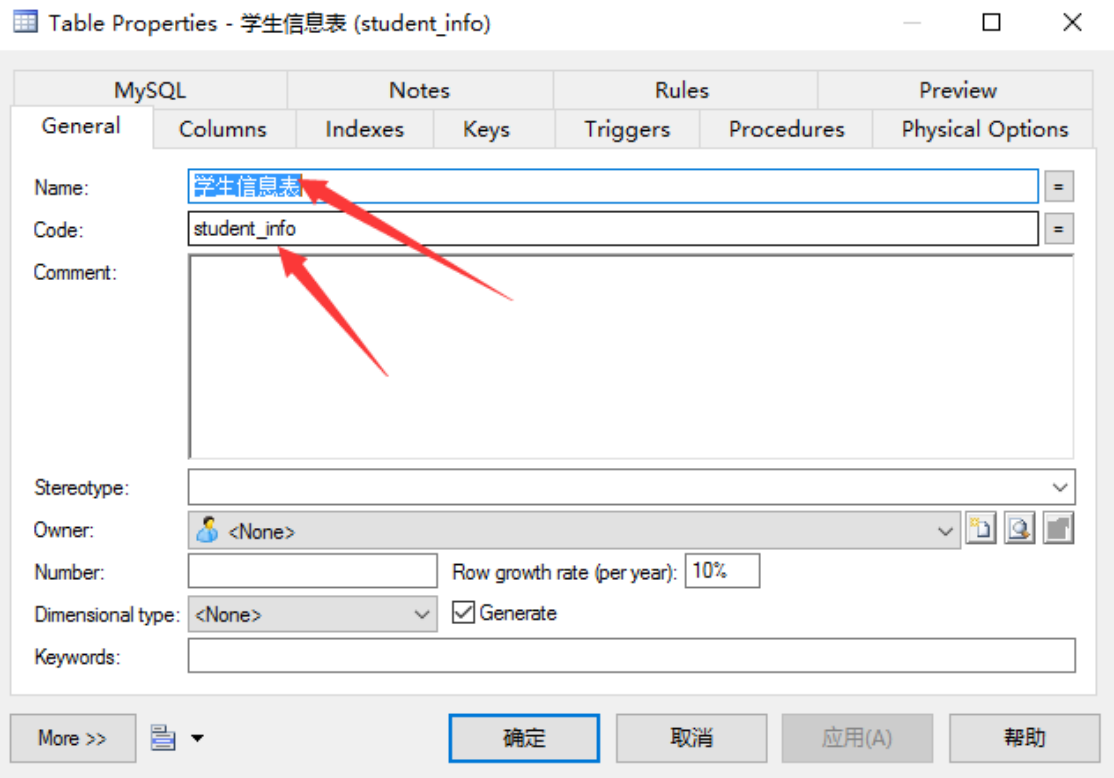 Table Properties - 学生信息表 (student_info)
MySQL Notes Rules Preview
General Columns Indexes Keys Triggers Procedures Physical Options
Name: 学生信息表 =
Code: student_info =
Comment:
Stereotype:
Owner: <None>
Number: Row growth rate (per year): 10%
Dimensional type: <None> Generate
Keywords:
More >> 确定 取消 应用(A) 帮助